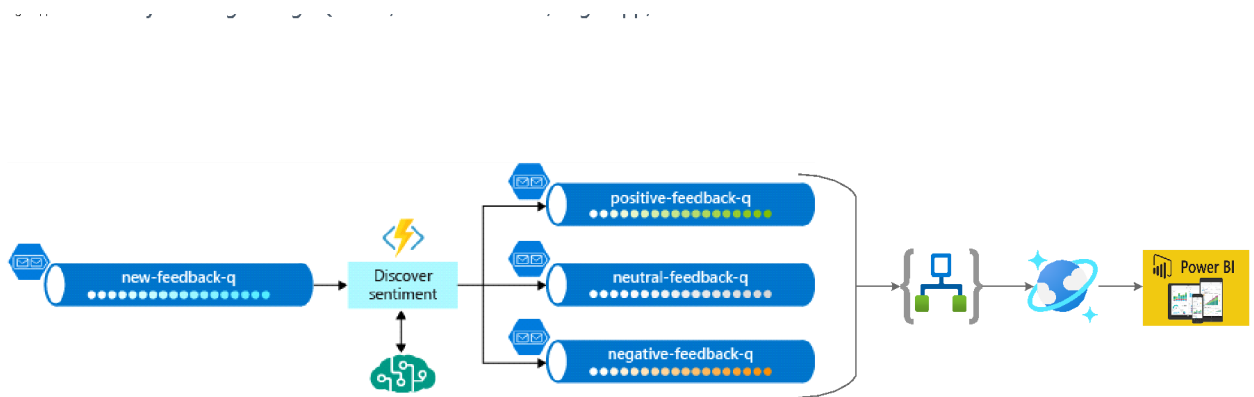 new-feedback-q
Discover
sentiment
positive-feedback-q
neutral-feedback-q
negative-feedback-q
Power BI